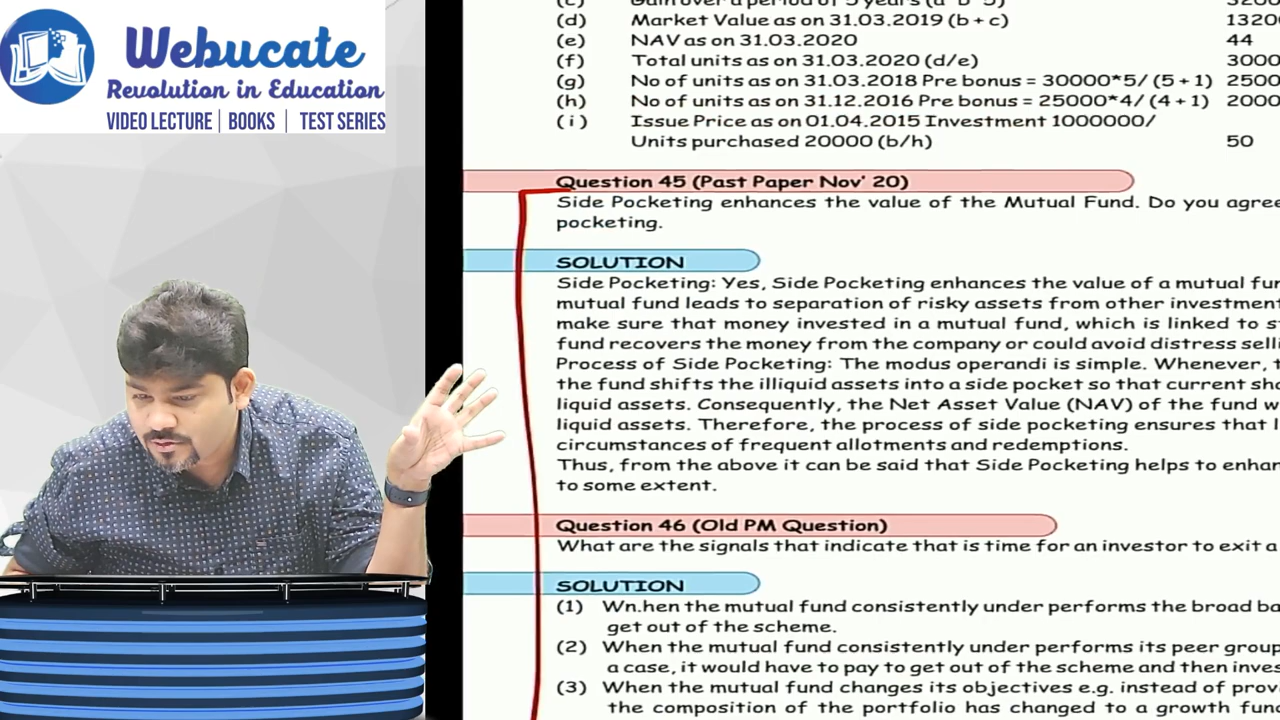 Webucate
Revolution in Education
VIDEO LECTURE | BOOKS | TEST SERIES
(d) Market Value as on 31.03.2019 (b + c) 1320
(e) NAV as on 31.03.2020 44
(f) Total units as on 31.03.2020 (d/e) 3000
(g) No of units as on 31.03.2018 Pre bonus = 30000*5/ (5 + 1) 2500
(h) No of units as on 31.12.2016 Pre bonus = 25000*4/ (4 + 1) 2000
(i) Issue Price as on 01.04.2015 Investment 1000000/
Units purchased 20000 (b/h) 50
Question 45 (Past Paper Nov' 20)
Side Pocketing enhances the value of the Mutual Fund. Do you agree
pocketing.
SOLUTION
Side Pocketing: Yes, Side Pocketing enhances the value of a mutual
mutual fund leads to separation of risky assets from other
make sure that money invested in a mutual fund, which is linked to
fund recovers the money from the company or could avoid distress
Process of Side Pocketing: The modus operandi is simple. Whenever,
the fund shifts the illiquid assets into a side pocket so that current
liquid assets. Consequently, the Net Asset Value (NAV) of the fund
liquid assets. Therefore, the process of side pocketing ensures that
circumstances of frequent allotments and redemptions.
Thus, from the above it can be said that Side Pocketing helps to
to some extent.
Question 46 (Old PM Question)
What are the signals that indicate that is time for an investor to exit a
SOLUTION
(1) Wn.hen the mutual fund consistently under performs the broad
get out of the scheme.
(2) When the mutual fund consistently under performs its peer group
a case, it would have to pay to get out of the scheme and then
(3) When the mutual fund changes its objectives e.g. instead of
the composition of the portfolio has changed to a growth